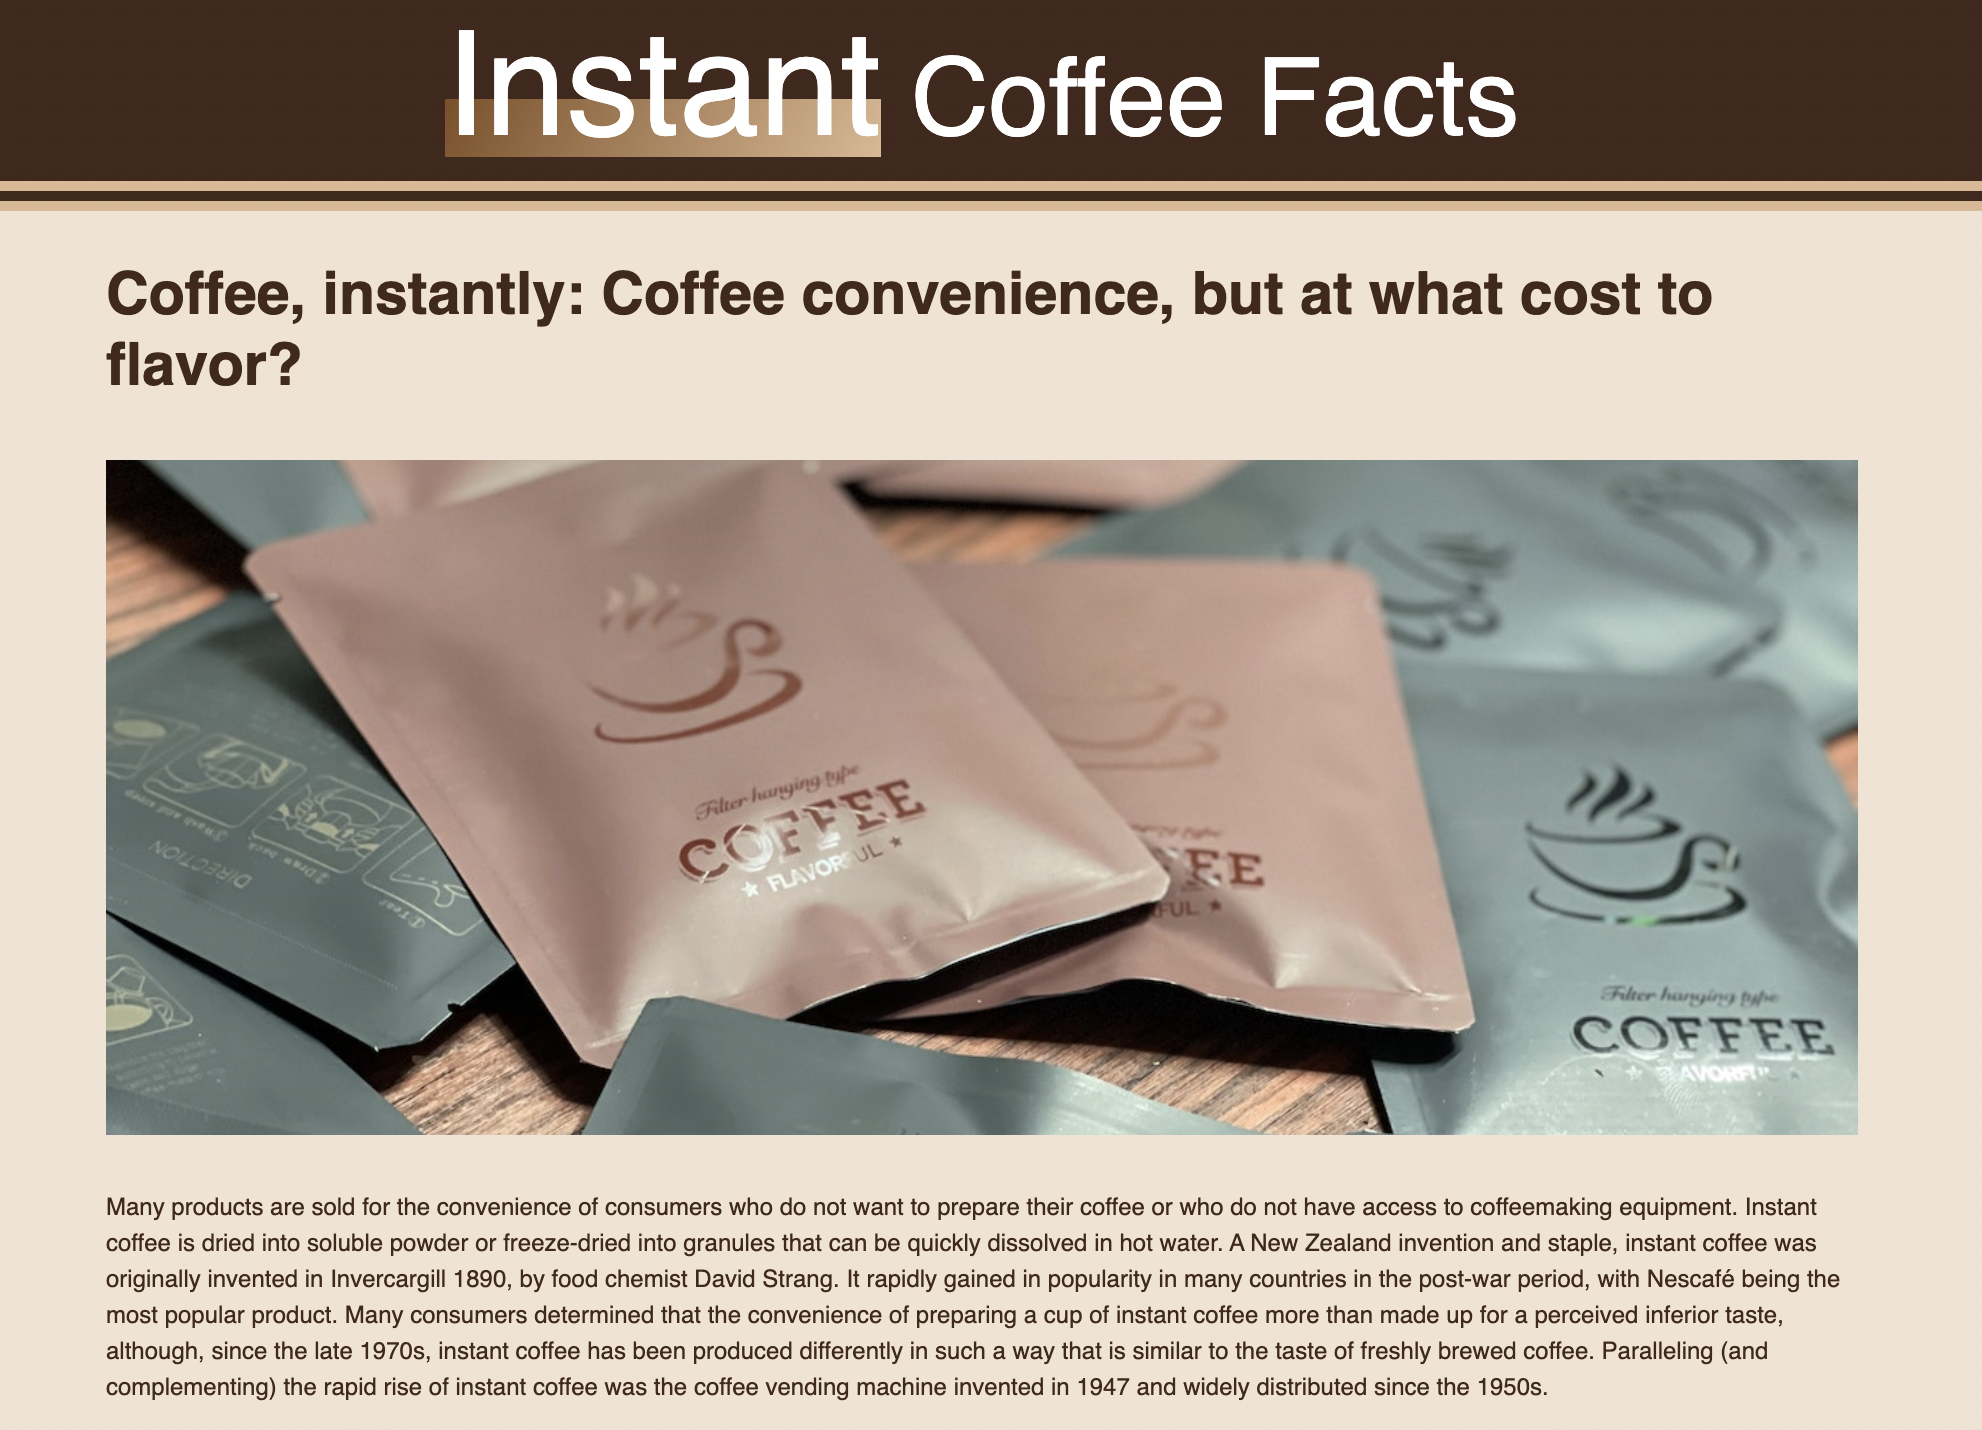 Instant Coffee Facts
Coffee, instantly: Coffee convenience, but at what cost to
flavor?
Filter hanging type
COFFEE
★ FLAVORFUL ★
EE
RFUL ★
DIRECTION
Filter hanging type
COFFEE
Many products are sold for the convenience of consumers who do not want to prepare their coffee or who do not have access to coffeemaking equipment. Instant
coffee is dried into soluble powder or freeze-dried into granules that can be quickly dissolved in hot water. A New Zealand invention and staple, instant coffee was
originally invented in Invercargill 1890, by food chemist David Strang. It rapidly gained in popularity in many countries in the post-war period, with Nescafé being the
most popular product. Many consumers determined that the convenience of preparing a cup of instant coffee more than made up for a perceived inferior taste,
although, since the late 1970s, instant coffee has been produced differently in such a way that is similar to the taste of freshly brewed coffee. Paralleling (and
complementing) the rapid rise of instant coffee was the coffee vending machine invented in 1947 and widely distributed since the 1950s.